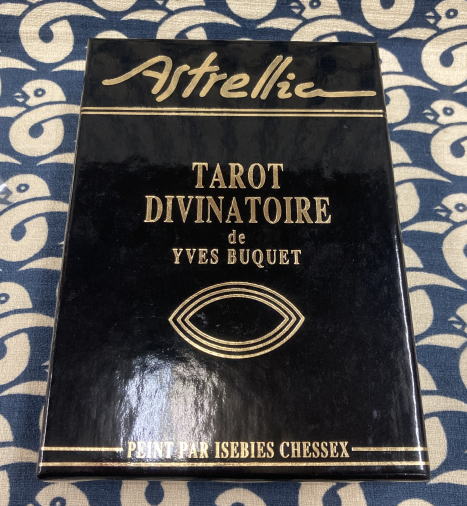 Astrellia
TAROT
DIVINATOIRE
de
YVES BUQUET
PEINT PAR ISEBIES CHESSEX